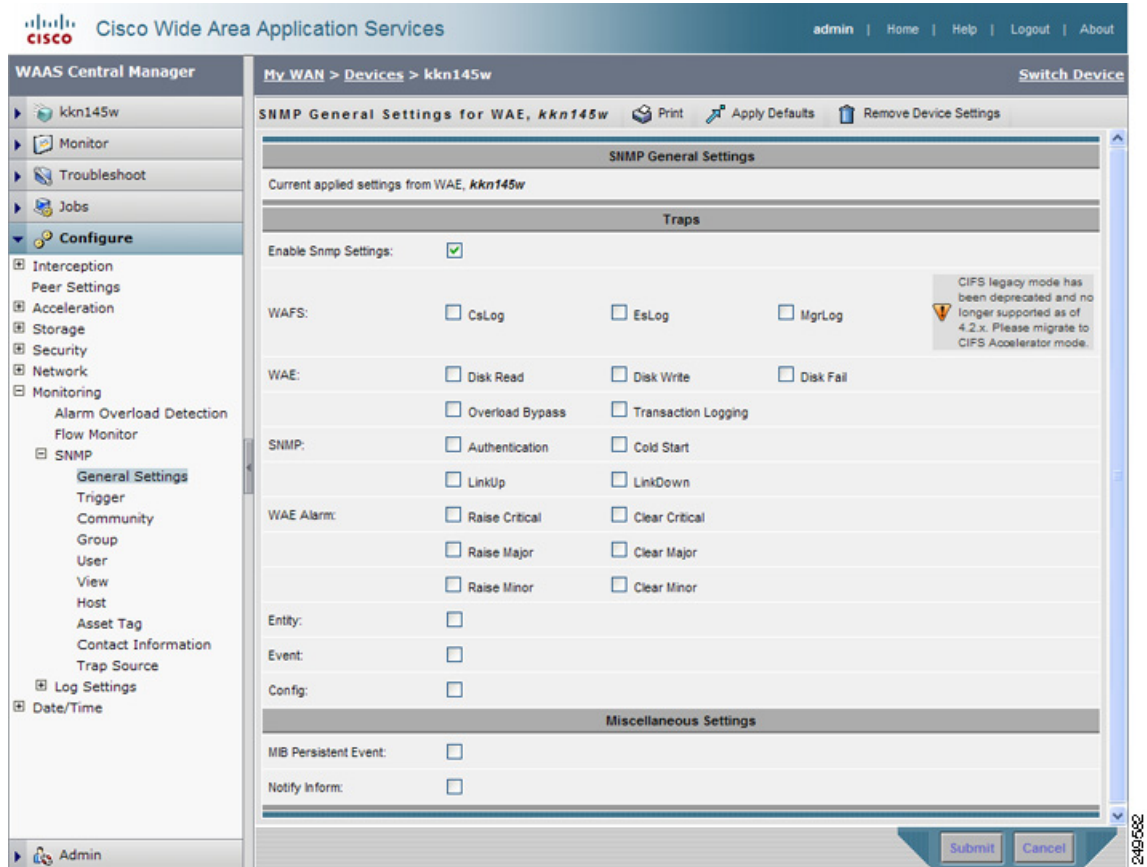 CISCO Cisco Wide Area Application Services
admin | Home | Help | Logout | About
WAAS Central Manager
My WAN > Devices > kkn145w
Switch Device
kkn145w
Monitor
Troubleshoot
Jobs
Configure
Interception
Peer Settings
Acceleration
Storage
Security
Network
Monitoring
Alarm Overload Detection
Flow Monitor
SNMP
General Settings
Trigger
Community
Group
User
View
Host
Asset Tag
Contact Information
Trap Source
Log Settings
Date/Time
Admin
SNMP General Settings for WAE, kkn145w
Print
Apply Defaults
Remove Device Settings
SNMP General Settings
Current applied settings from WAE, kkn145w
Traps
Enable Snmp Settings:
WAFS: CsLog EsLog MgrLog
CIFS legacy mode has
been deprecated and no
longer supported as of
4.2.x. Please migrate to
CIFS Accelerator mode.
WAE: Disk Read Disk Write Disk Fail
Overload Bypass Transaction Logging
SNMP: Authentication Cold Start
LinkUp LinkDown
WAE Alarm: Raise Critical Clear Critical
Raise Major Clear Major
Raise Minor Clear Minor
Entity:
Event:
Config:
Miscellaneous Settings
MIB Persistent Event:
Notify Inform:
Submit Cancel
249582